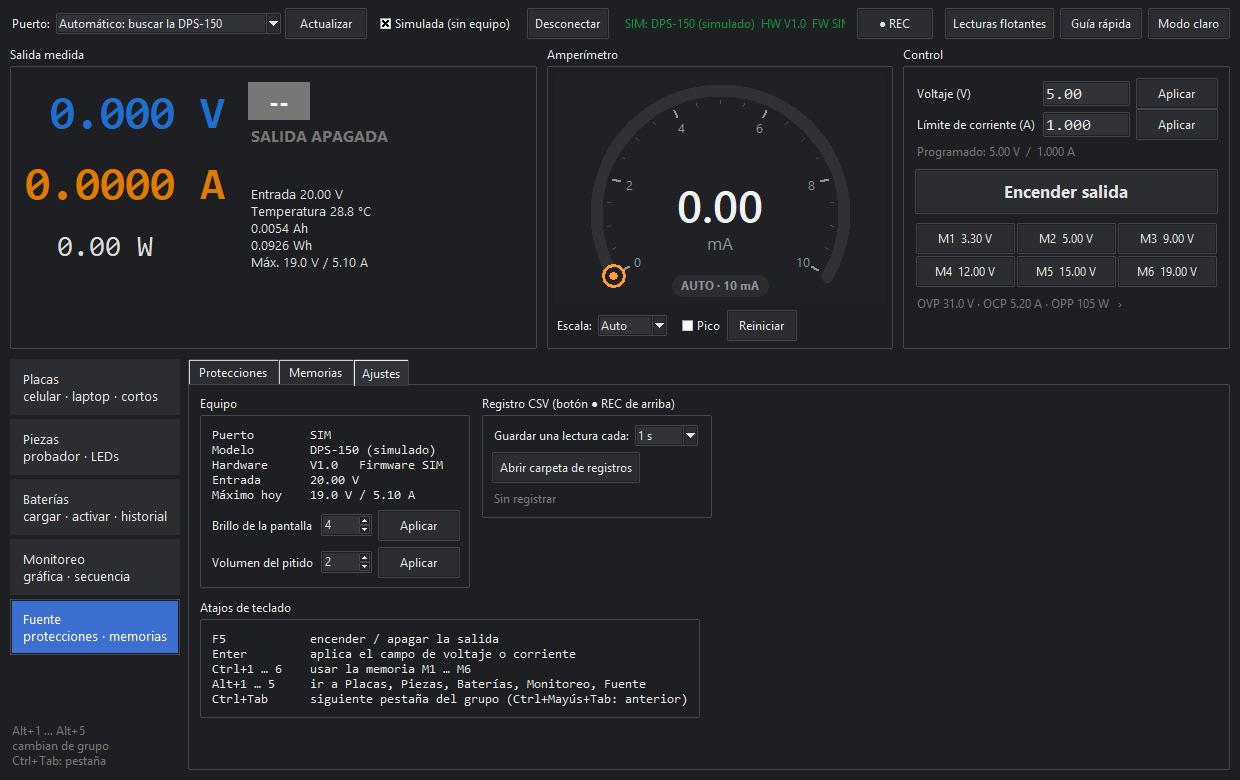 Puerto: Automático: buscar la DPS-150 Actualizar Simulada (sin equipo) Desconectar SIM: DPS-150 (simulado) HW V1.0 FW SIM ● REC Lecturas flotantes Guía rápida Modo claro
Salida medida
0.000 V
--
SALIDA APAGADA
0.0000 A
0.00 W
Entrada 20.00 V
Temperatura 28.8 °C
0.0054 Ah
0.0926 Wh
Máx. 19.0 V / 5.10 A
Amperímetro
4 6
2 8
0 10
0.00
mA
AUTO · 10 mA
Escala: Auto Pico Reiniciar
Control
Voltaje (V) 5.00 Aplicar
Límite de corriente (A) 1.000 Aplicar
Programado: 5.00 V / 1.000 A
Encender salida
M1 3.30 V M2 5.00 V M3 9.00 V
M4 12.00 V M5 15.00 V M6 19.00 V
OVP 31.0 V · OCP 5.20 A · OPP 105 W ›
Placas
celular · laptop · cortos
Piezas
probador · LEDs
Baterías
cargar · activar · historial
Monitoreo
gráfica · secuencia
Fuente
protecciones · memorias
Alt+1 ... Alt+5
cambian de grupo
Ctrl+Tab: pestaña
Protecciones Memorias Ajustes
Equipo
Puerto SIM
Modelo DPS-150 (simulado)
Hardware V1.0 Firmware SIM
Entrada 20.00 V
Máximo hoy 19.0 V / 5.10 A
Brillo de la pantalla 4 Aplicar
Volumen del pitido 2 Aplicar
Registro CSV (botón ● REC de arriba)
Guardar una lectura cada: 1 s
Abrir carpeta de registros
Sin registrar
Atajos de teclado
F5 encender / apagar la salida
Enter aplica el campo de voltaje o corriente
Ctrl+1 … 6 usar la memoria M1 … M6
Alt+1 … 5 ir a Placas, Piezas, Baterías, Monitoreo, Fuente
Ctrl+Tab siguiente pestaña del grupo (Ctrl+Mayús+Tab: anterior)